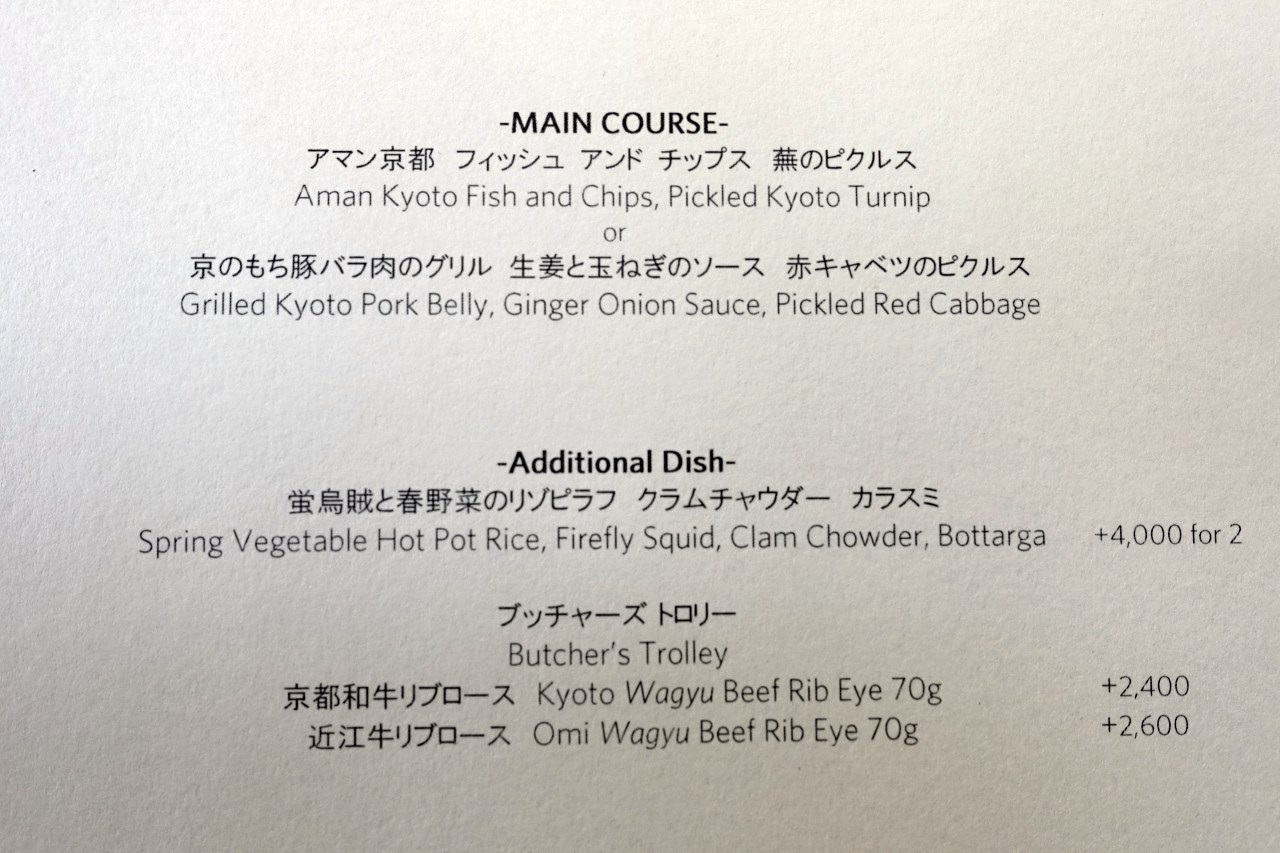 -MAIN COURSE-
アマン京都 フィッシュ アンド チップス 蕪のピクルス
Aman Kyoto Fish and Chips, Pickled Kyoto Turnip
or
京のもち豚バラ肉のグリル 生姜と玉ねぎのソース 赤キャベツのピクルス
Grilled Kyoto Pork Belly, Ginger Onion Sauce, Pickled Red Cabbage
-Additional Dish-
蛍烏賊と春野菜のリゾピラフ クラムチャウダー カラスミ
Spring Vegetable Hot Pot Rice, Firefly Squid, Clam Chowder, Bottarga +4,000 for 2
ブッチャーズ トロリー
Butcher's Trolley
京都和牛リブロース Kyoto Wagyu Beef Rib Eye 70g +2,400
近江牛リブロース Omi Wagyu Beef Rib Eye 70g +2,600